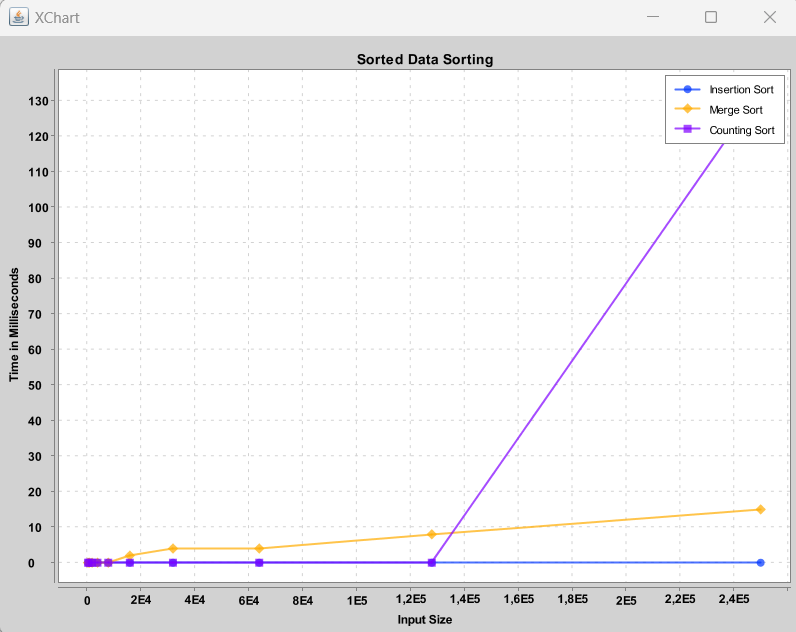 XChart
Sorted Data Sorting
Insertion Sort
Merge Sort
Counting Sort
Time in Milliseconds
130
120
110
100
90
80
70
60
50
40
30
20
10
0
0 2E4 4E4 6E4 8E4 1E5 1,2E5 1,4E5 1,6E5 1,8E5 2E5 2,2E5 2,4E5
Input Size